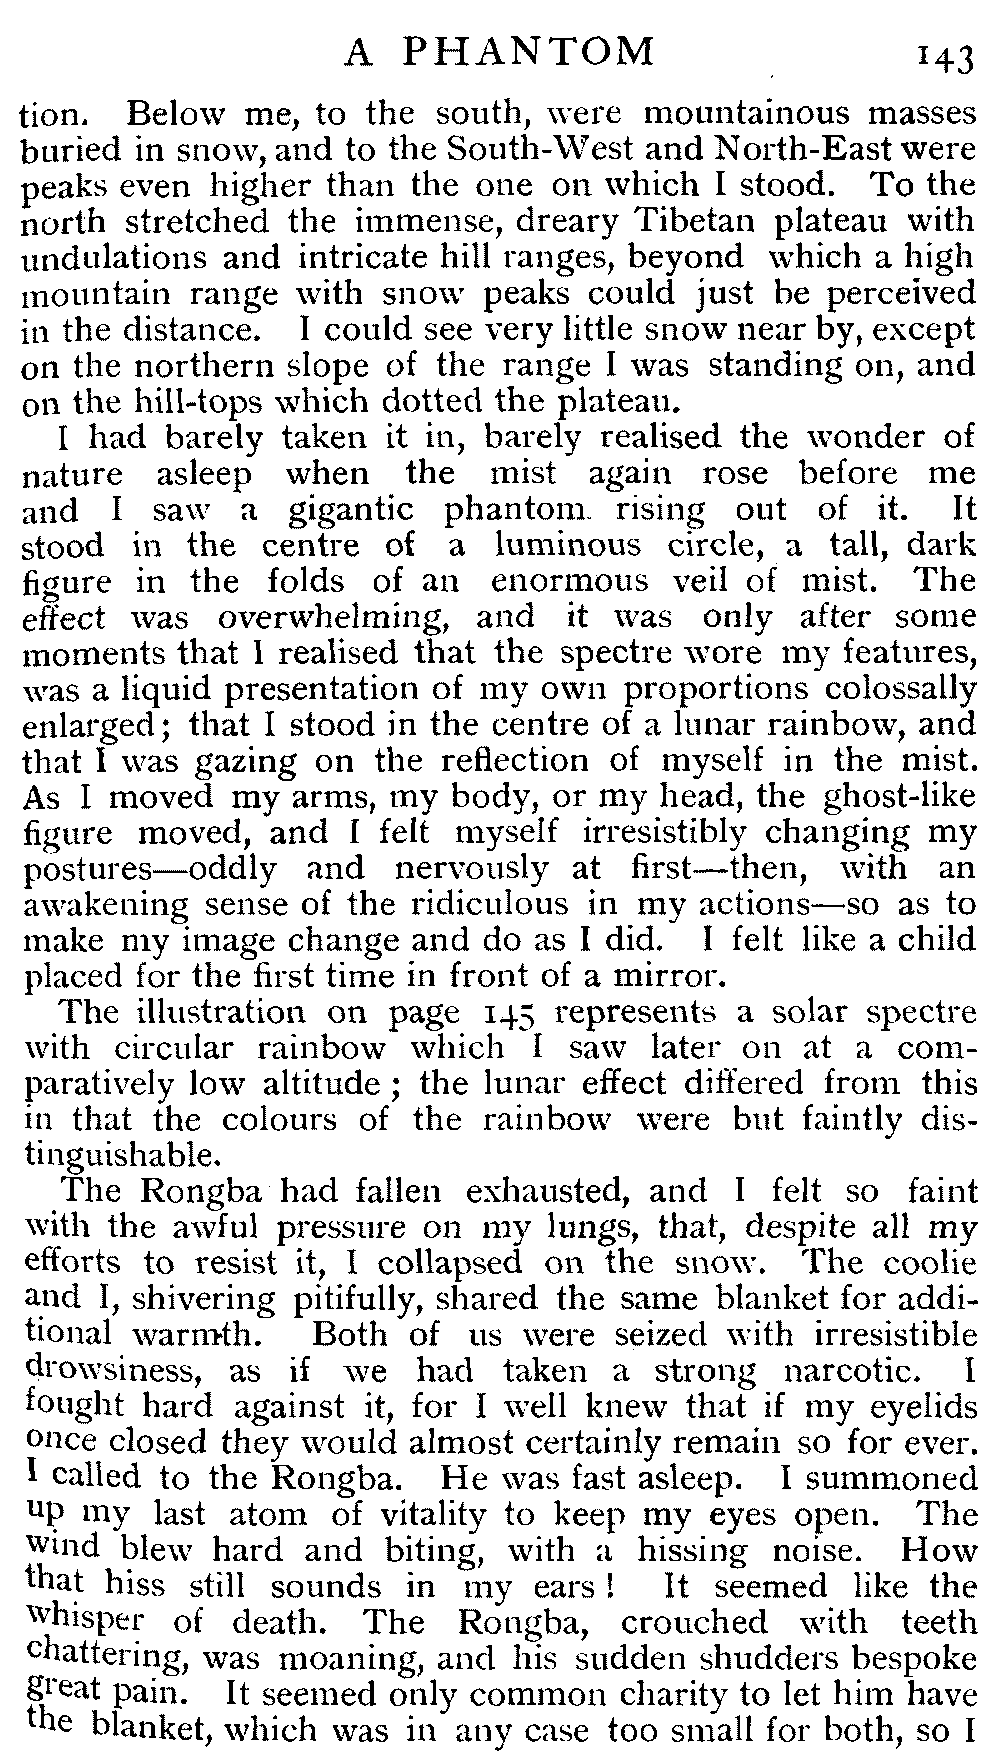 A PHANTOM 143
tion. Below me, to the south, were mountainous masses
buried in snow, and to the South-West and North-East were
peaks even higher than the one on which I stood. To the
north stretched the immense, dreary Tibetan plateau with
undulations and intricate hill ranges, beyond which a high
mountain range with snow peaks could just be perceived
in the distance. I could see very little snow near by, except
on the northern slope of the range I was standing on, and
on the hill-tops which dotted the plateau.
I had barely taken it in, barely realised the wonder of
nature asleep when the mist again rose before me
and I saw a gigantic phantom rising out of it. It
stood in the centre of a luminous circle, a tall, dark
figure in the folds of an enormous veil of mist. The
effect was overwhelming, and it was only after some
moments that I realised that the spectre wore my features,
was a liquid presentation of my own proportions colossally
enlarged; that I stood in the centre of a lunar rainbow, and
that I was gazing on the reflection of myself in the mist.
As I moved my arms, my body, or my head, the ghost-like
figure moved, and I felt myself irresistibly changing my
postures—oddly and nervously at first—then, with an
awakening sense of the ridiculous in my actions—so as to
make my image change and do as I did. I felt like a child
placed for the first time in front of a mirror.
The illustration on page 145 represents a solar spectre
with circular rainbow which I saw later on at a com-
paratively low altitude; the lunar effect differed from this
in that the colours of the rainbow were but faintly dis-
tinguishable.
The Rongba had fallen exhausted, and I felt so faint
with the awful pressure on my lungs, that, despite all my
efforts to resist it, I collapsed on the snow. The coolie
and I, shivering pitifully, shared the same blanket for addi-
tional warmth. Both of us were seized with irresistible
drowsiness, as if we had taken a strong narcotic. I
fought hard against it, for I well knew that if my eyelids
once closed they would almost certainly remain so for ever.
I called to the Rongba. He was fast asleep. I summoned
up my last atom of vitality to keep my eyes open. The
wind blew hard and biting, with a hissing noise. How
that hiss still sounds in my ears! It seemed like the
whisper of death. The Rongba, crouched with teeth
chattering, was moaning, and his sudden shudders bespoke
great pain. It seemed only common charity to let him have
the blanket, which was in any case too small for both, so I